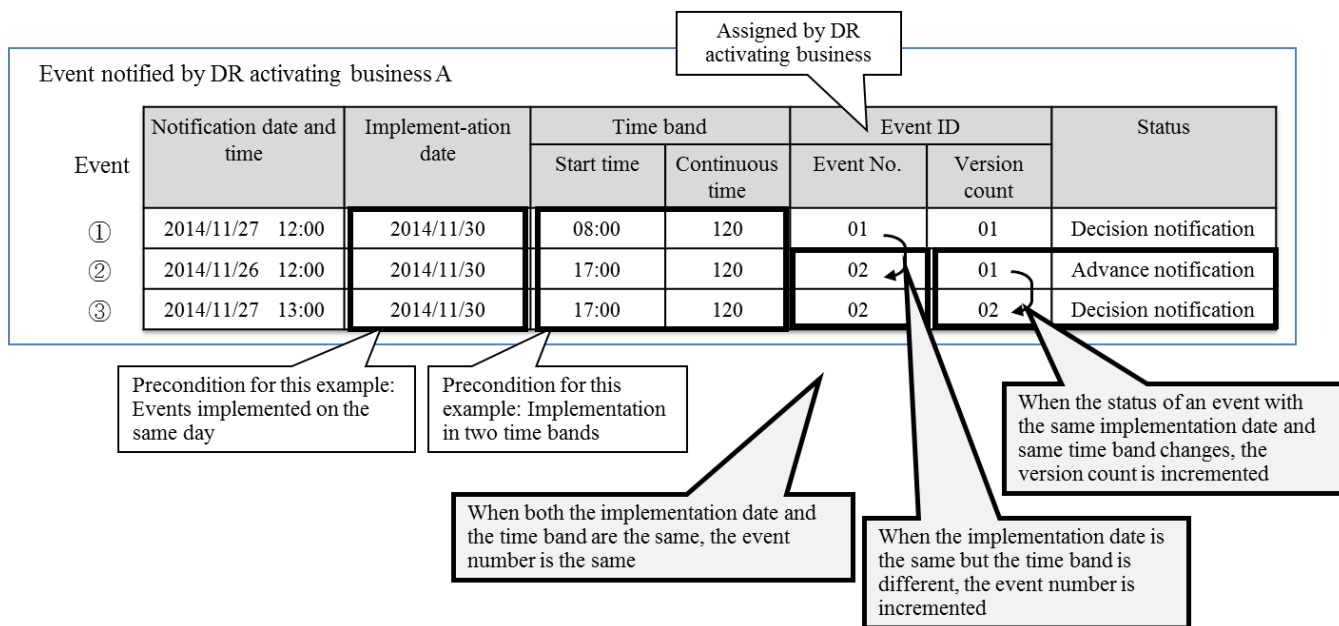 Assigned by DR
activating business
Event notified by DR activating business A
Event
Notification date and
time
Implement-ation
date
Time band
Event ID
Status
Start time
Continuous
time
Event No.
Version
count
① 2014/11/27 12:00 2014/11/30 08:00 120 01 01 Decision notification
② 2014/11/26 12:00 2014/11/30 17:00 120 02 01 Advance notification
③ 2014/11/27 13:00 2014/11/30 17:00 120 02 02 Decision notification
Precondition for this example:
Events implemented on the
same day
Precondition for this
example: Implementation
in two time bands
When the status of an event with
the same implementation date and
same time band changes, the
version count is incremented
When both the implementation date and
the time band are the same, the event
number is the same
When the implementation date is
the same but the time band is
different, the event number is
incremented